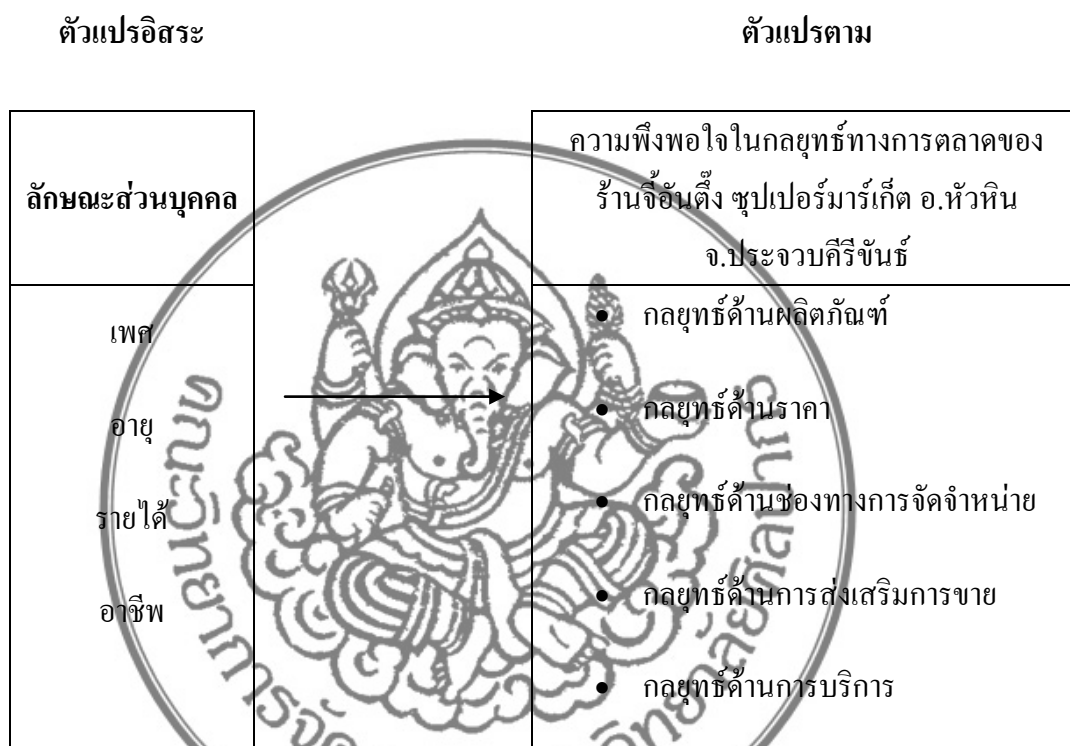 ตัวแปรอิสระ
ตัวแปรตาม
ลักษณะส่วนบุคคล
ความพึงพอใจในกลยุทธ์ทางการตลาดของ
ร้านจี้อันตึ๊ง ซุปเปอร์มาร์เก็ต อ.หัวหิน
จ.ประจวบคีรีขันธ์
เพศ
อายุ
รายได้
อาชีพ
• กลยุทธ์ด้านผลิตภัณฑ์
• กลยุทธ์ด้านราคา
• กลยุทธ์ด้านช่องทางการจัดจำหน่าย
• กลยุทธ์ด้านการส่งเสริมการขาย
• กลยุทธ์ด้านการบริการ